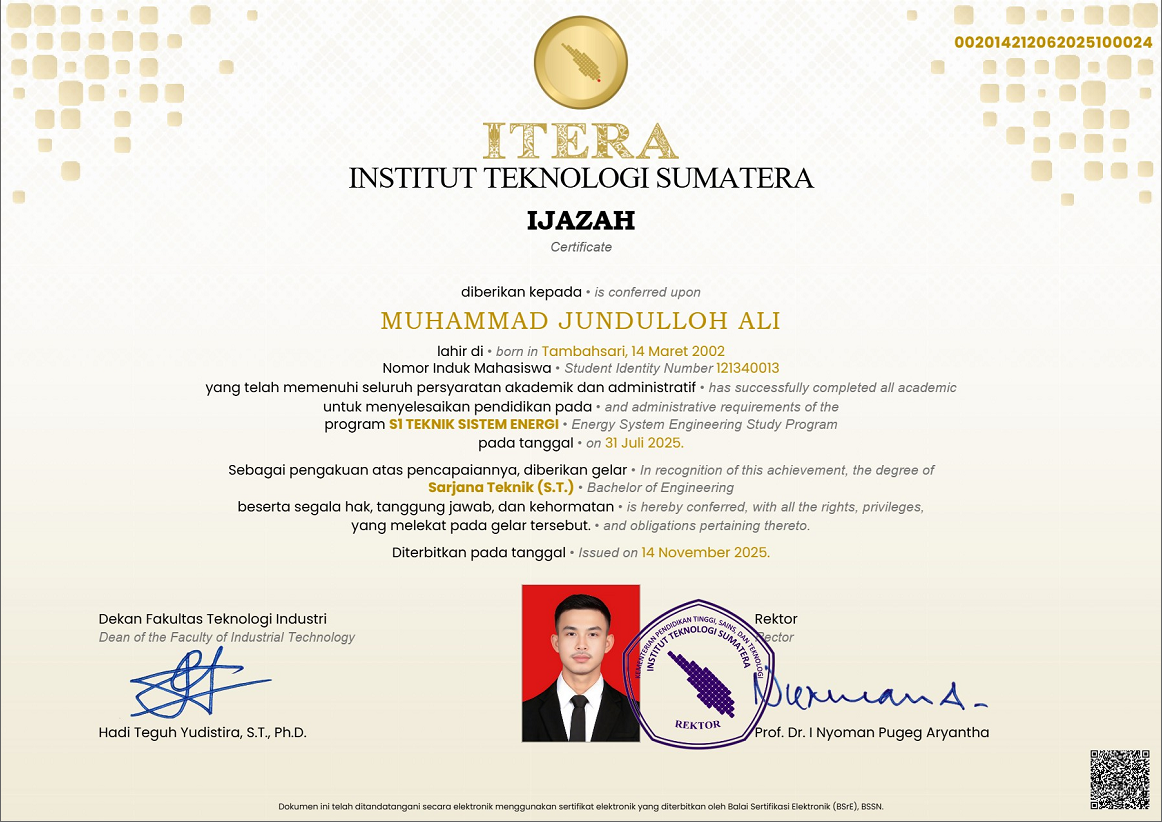 002014212062025100024
ITERA
INSTITUT TEKNOLOGI SUMATERA
IJAZAH
Certificate
diberikan kepada • is conferred upon
MUHAMMAD JUNDULLOH ALI
lahir di • born in Tambahsari, 14 Maret 2002
Nomor Induk Mahasiswa • Student Identity Number 121340013
yang telah memenuhi seluruh persyaratan akademik dan administratif • has successfully completed all academic
untuk menyelesaikan pendidikan pada • and administrative requirements of the
program S1 TEKNIK SISTEM ENERGI • Energy System Engineering Study Program
pada tanggal • on 31 Juli 2025.
Sebagai pengakuan atas pencapaiannya, diberikan gelar • In recognition of this achievement, the degree of
Sarjana Teknik (S.T.) • Bachelor of Engineering
beserta segala hak, tanggung jawab, dan kehormatan • is hereby conferred, with all the rights, privileges,
yang melekat pada gelar tersebut. • and obligations pertaining thereto.
Diterbitkan pada tanggal • Issued on 14 November 2025.
Dekan Fakultas Teknologi Industri
Dean of the Faculty of Industrial Technology
Hadi Teguh Yudistira, S.T., Ph.D.
KEMENTERIAN PENDIDIKAN TINGGI, SAINS, DAN TEKNOLOGI
INSTITUT TEKNOLOGI SUMATERA
REKTOR
Rektor
Rector
Prof. Dr. I Nyoman Pugeg Aryantha
Dokumen ini telah ditandatangani secara elektronik menggunakan sertifikat elektronik yang diterbitkan oleh Balai Sertifikasi Elektronik (BSrE), BSSN.